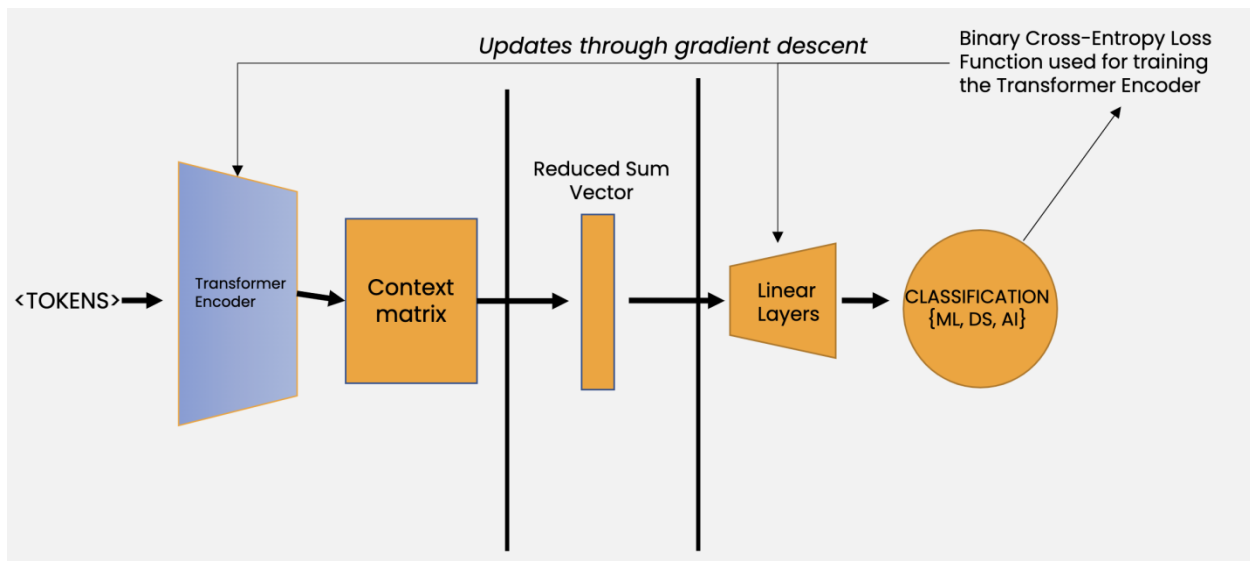 Updates through gradient descent
Binary Cross-Entropy Loss
Function used for training
the Transformer Encoder
Reduced Sum
Vector
<TOKENS>
Transformer
Encoder
Context
matrix
Linear
Layers
CLASSIFICATION
{ML, DS, AI}